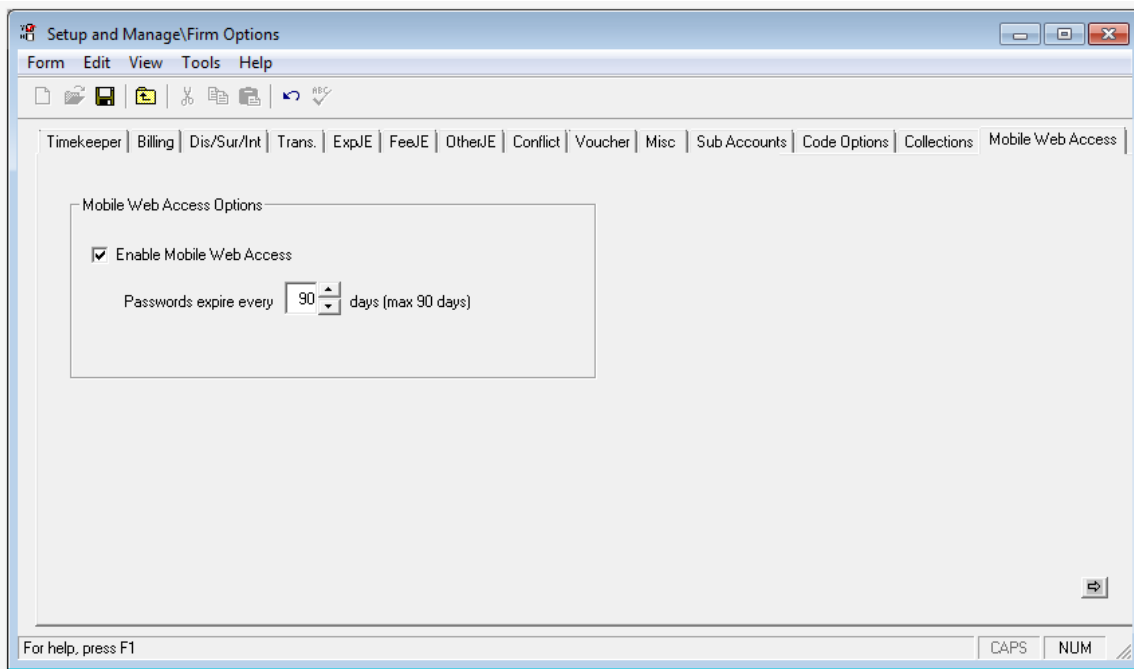 Setup and Manage\Firm Options
Form Edit View Tools Help
ABC
Timekeeper Billing Dis/Sur/Int Trans. ExpJE FeeJE OtherJE Conflict Voucher Misc Sub Accounts Code Options Collections Mobile Web Access
Mobile Web Access Options
Enable Mobile Web Access
Passwords expire every 90 days (max 90 days)
For help, press F1 CAPS NUM